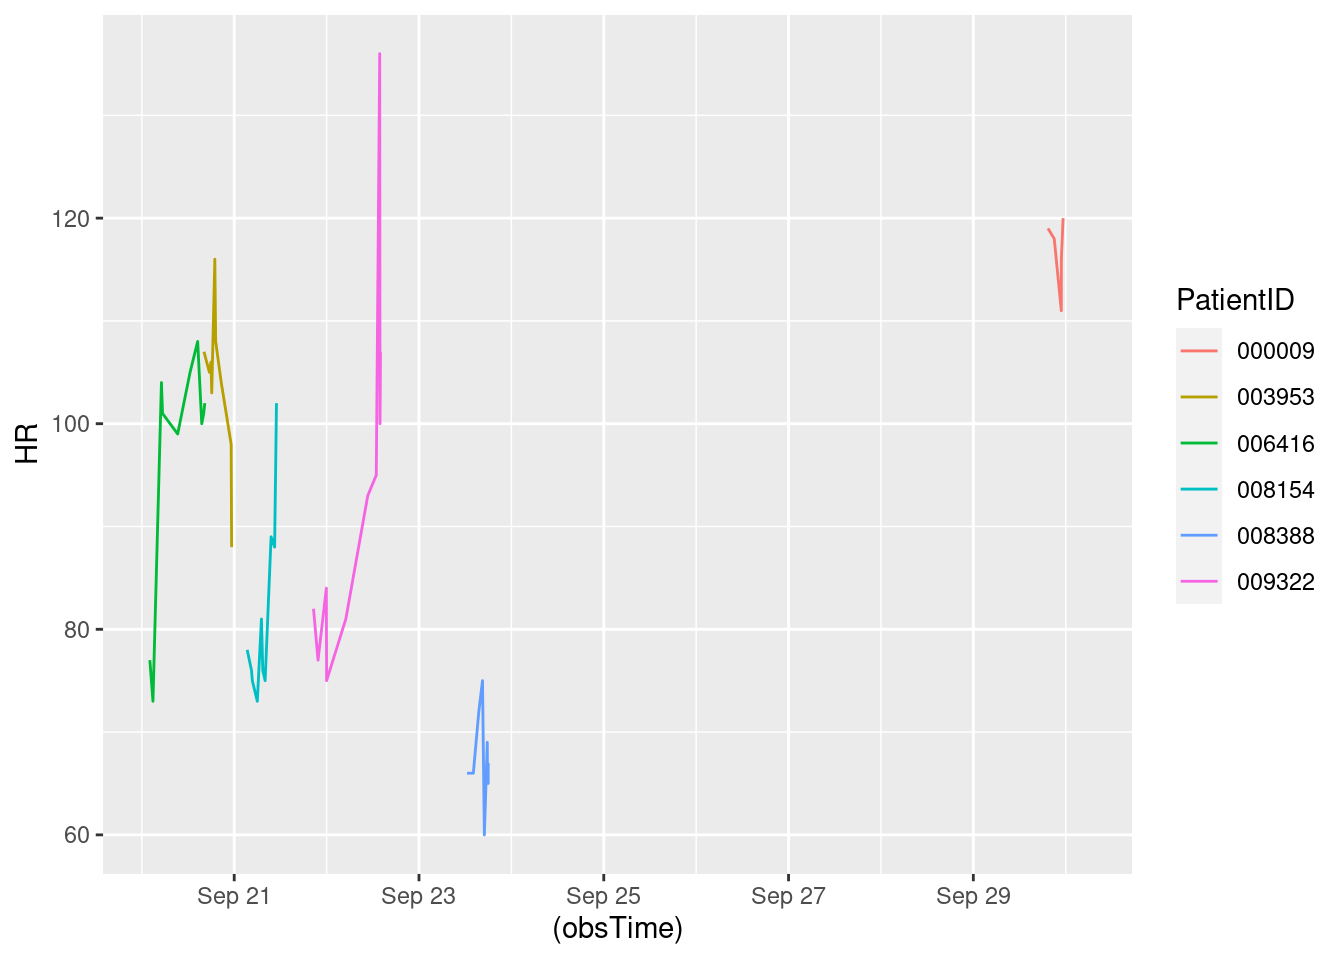 120
100
80
60
HR
Sep 21
Sep 23
Sep 25
Sep 27
Sep 29
(obsTime)
PatientID
000009
003953
006416
008154
008388
009322